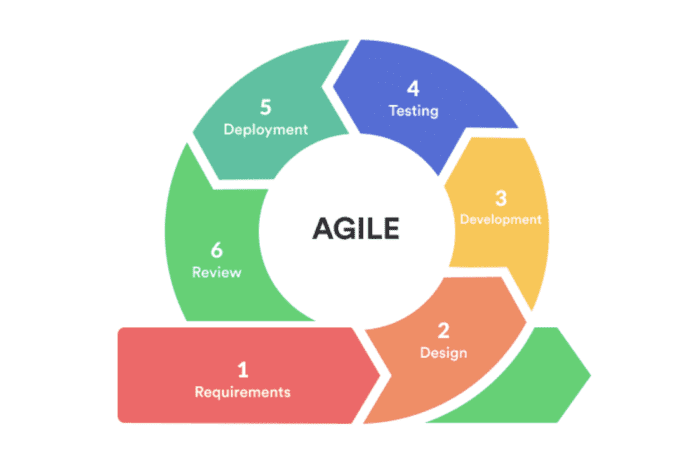 AGILE
1
Requirements
2
Design
3
Development
4
Testing
5
Deployment
6
Review